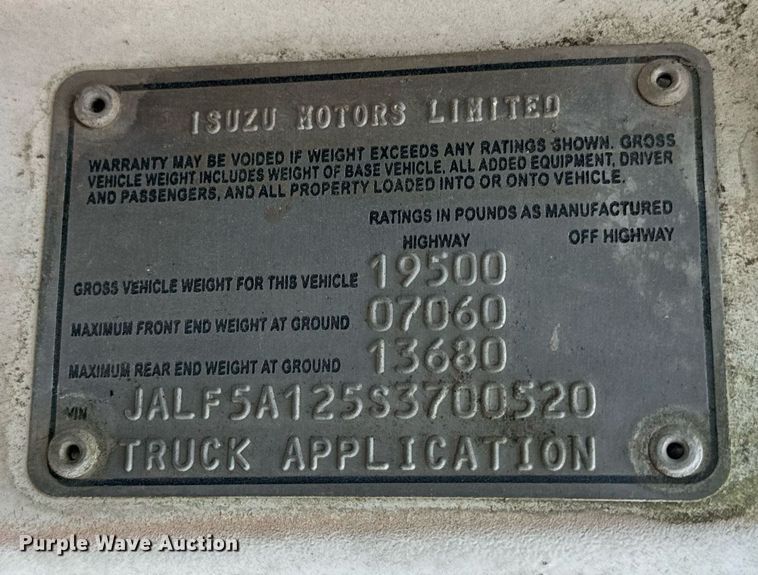 ISUZU MOTORS LIMITED
WARRANTY MAY BE VOIDED IF WEIGHT EXCEEDS ANY RATINGS SHOWN. GROSS
VEHICLE WEIGHT INCLUDES WEIGHT OF BASE VEHICLE, ALL ADDED EQUIPMENT, DRIVER
AND PASSENGERS, AND ALL PROPERTY LOADED INTO OR ONTO VEHICLE.
RATINGS IN POUNDS AS MANUFACTURED
HIGHWAY OFF HIGHWAY
GROSS VEHICLE WEIGHT FOR THIS VEHICLE 19500
MAXIMUM FRONT END WEIGHT AT GROUND 07060
MAXIMUM REAR END WEIGHT AT GROUND 13680
VIN JALF5A125S3700520
TRUCK APPLICATION
Purple Wave Auction